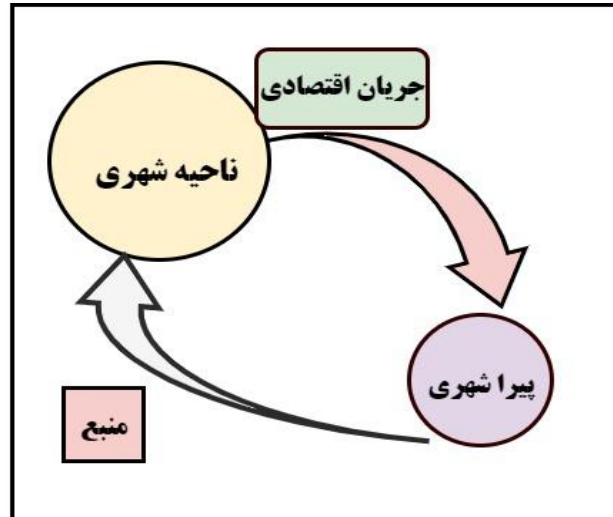 جریان اقتصادی
ناحیه شهری
پیرا شهری
منبع